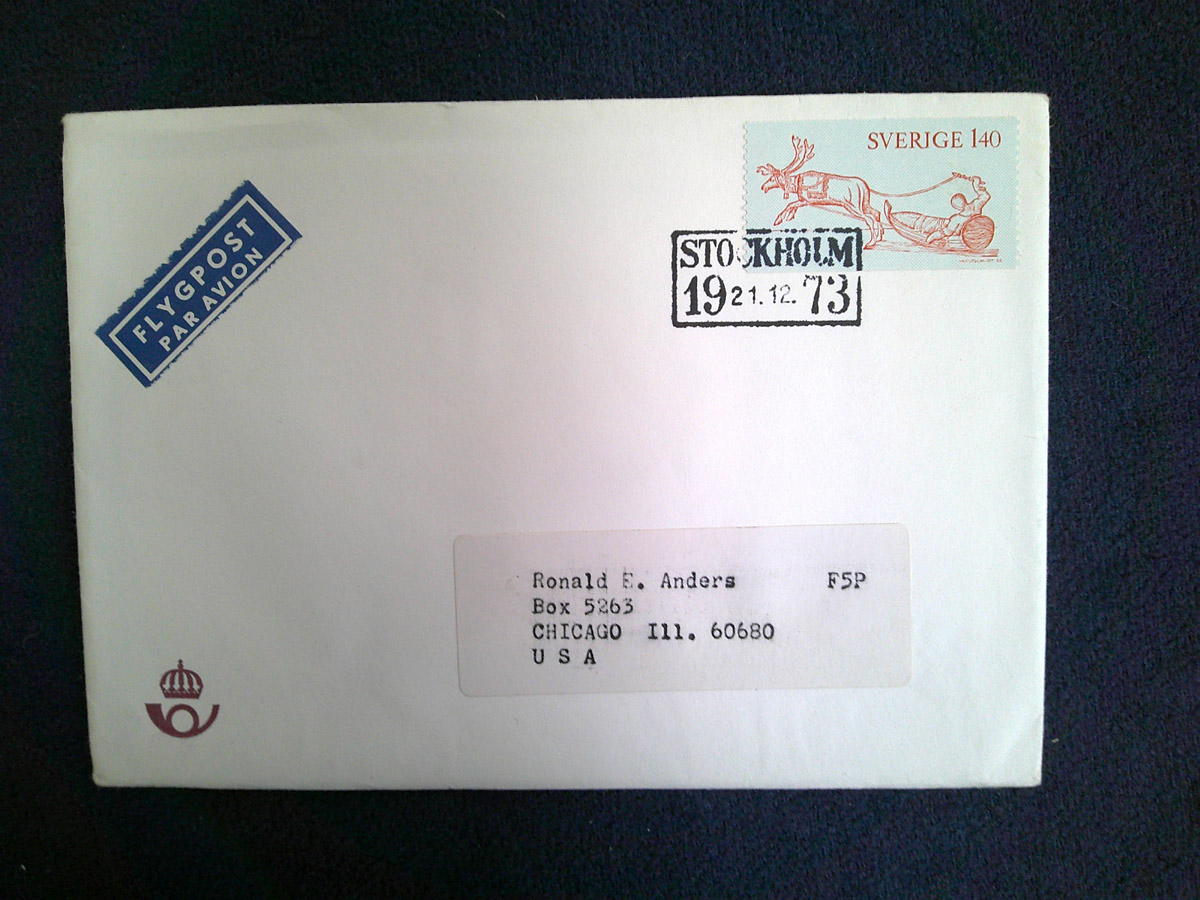 SVERIGE 140
FLYGPOST
PAR AVION
STOCKHOLM
19 21.12. 73
Ronald E. Anders F5P
Box 5263
CHICAGO Ill. 60680
U S A